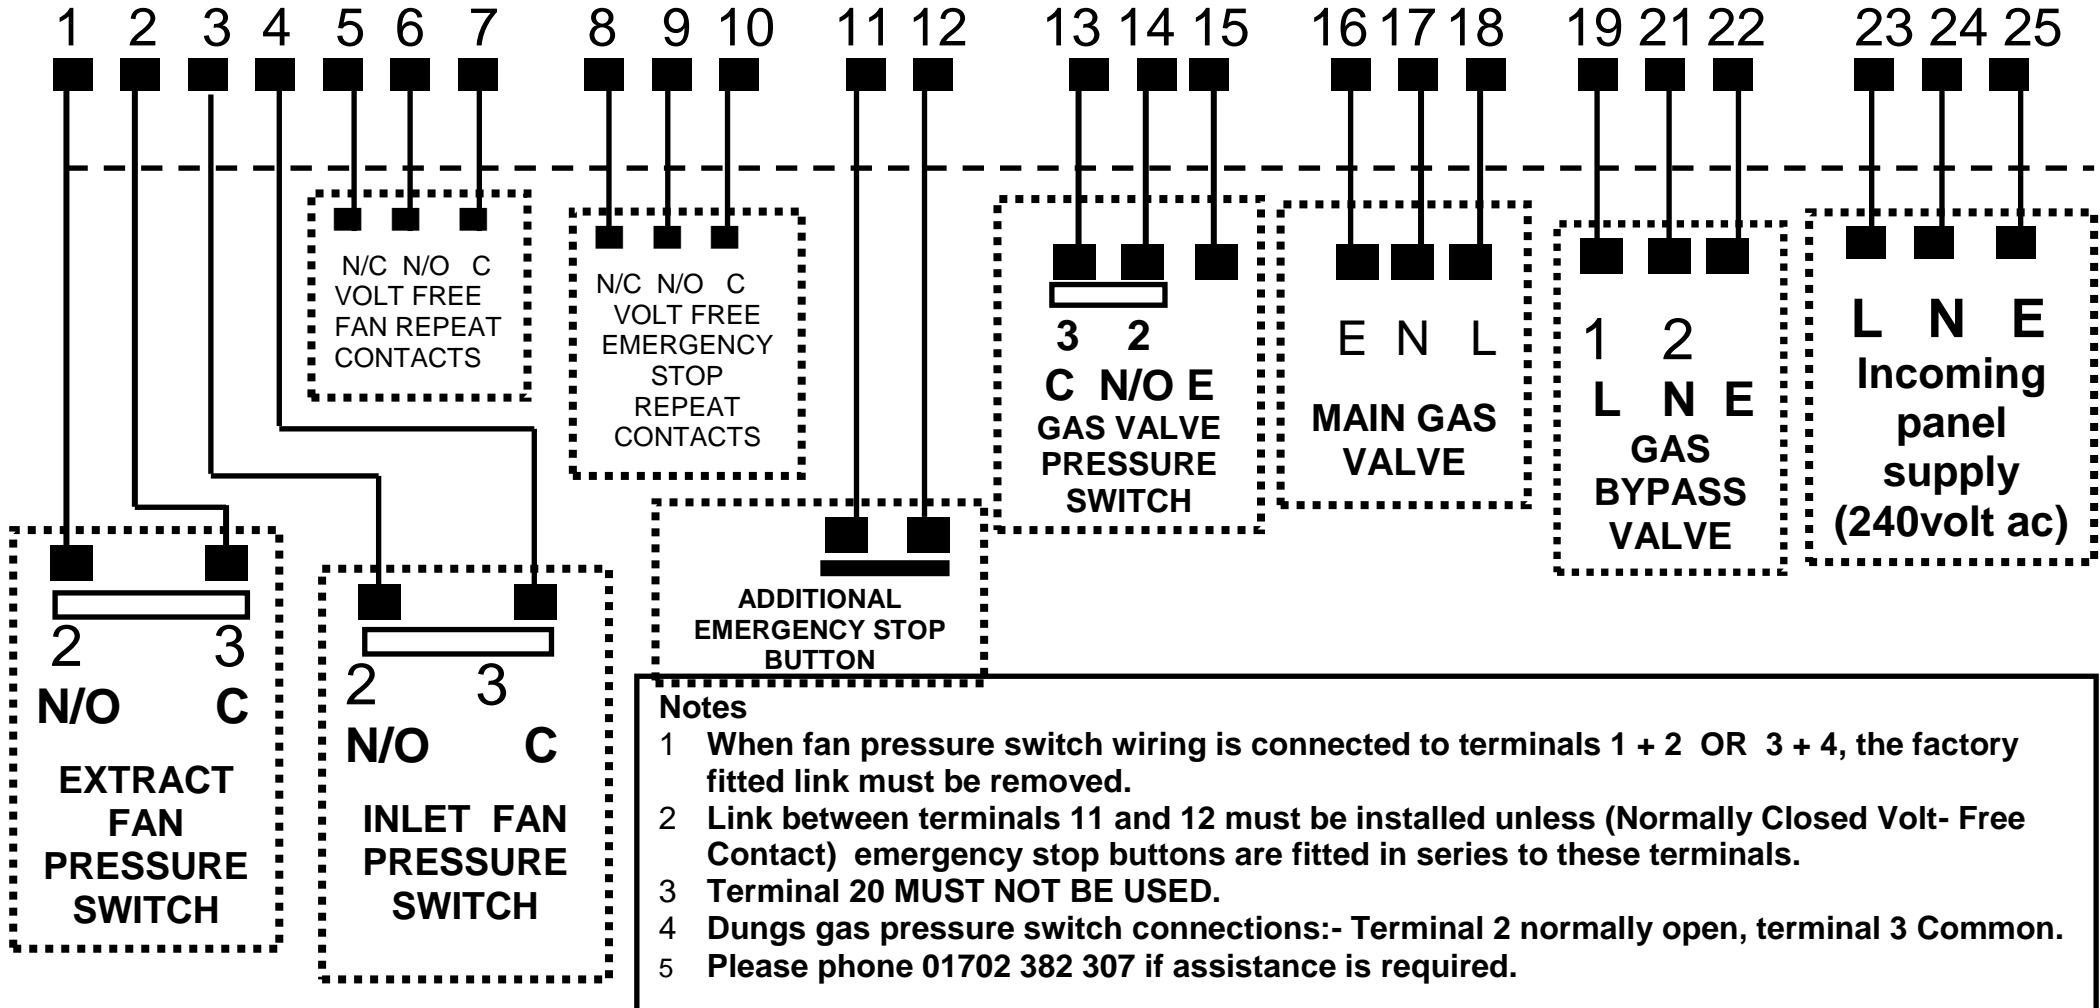 1 2 3 4 5 6 7 8 9 10 11 12 13 14 15 16 17 18 19 21 22 23 24 25
N/C N/O C
VOLT FREE
FAN REPEAT
CONTACTS
N/C N/O C
VOLT FREE
EMERGENCY
STOP
REPEAT
CONTACTS
3 2
C N/O E
GAS VALVE
PRESSURE
SWITCH
E N L
MAIN GAS
VALVE
1 2
L N E
GAS
BYPASS
VALVE
L N E
Incoming
panel
supply
(240volt ac)
2 3
N/O C
EXTRACT
FAN
PRESSURE
SWITCH
2 3
N/O C
INLET FAN
PRESSURE
SWITCH
ADDITIONAL
EMERGENCY STOP
BUTTON
Notes
1 When fan pressure switch wiring is connected to terminals 1 + 2 OR 3 + 4, the factory
fitted link must be removed.
2 Link between terminals 11 and 12 must be installed unless (Normally Closed Volt- Free
Contact) emergency stop buttons are fitted in series to these terminals.
3 Terminal 20 MUST NOT BE USED.
4 Dungs gas pressure switch connections:- Terminal 2 normally open, terminal 3 Common.
5 Please phone 01702 382 307 if assistance is required.